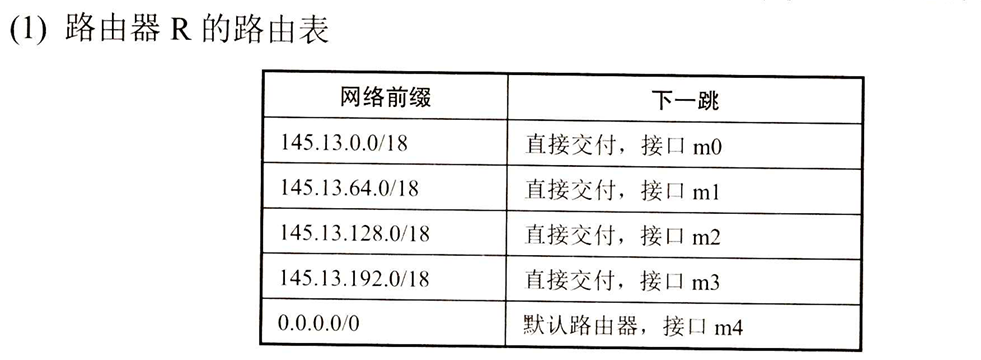 (1) 路由器 R 的路由表
网络前缀 下一跳
145.13.0.0/18 直接交付，接口 m0
145.13.64.0/18 直接交付，接口 m1
145.13.128.0/18 直接交付，接口 m2
145.13.192.0/18 直接交付，接口 m3
0.0.0.0/0 默认路由器，接口 m4